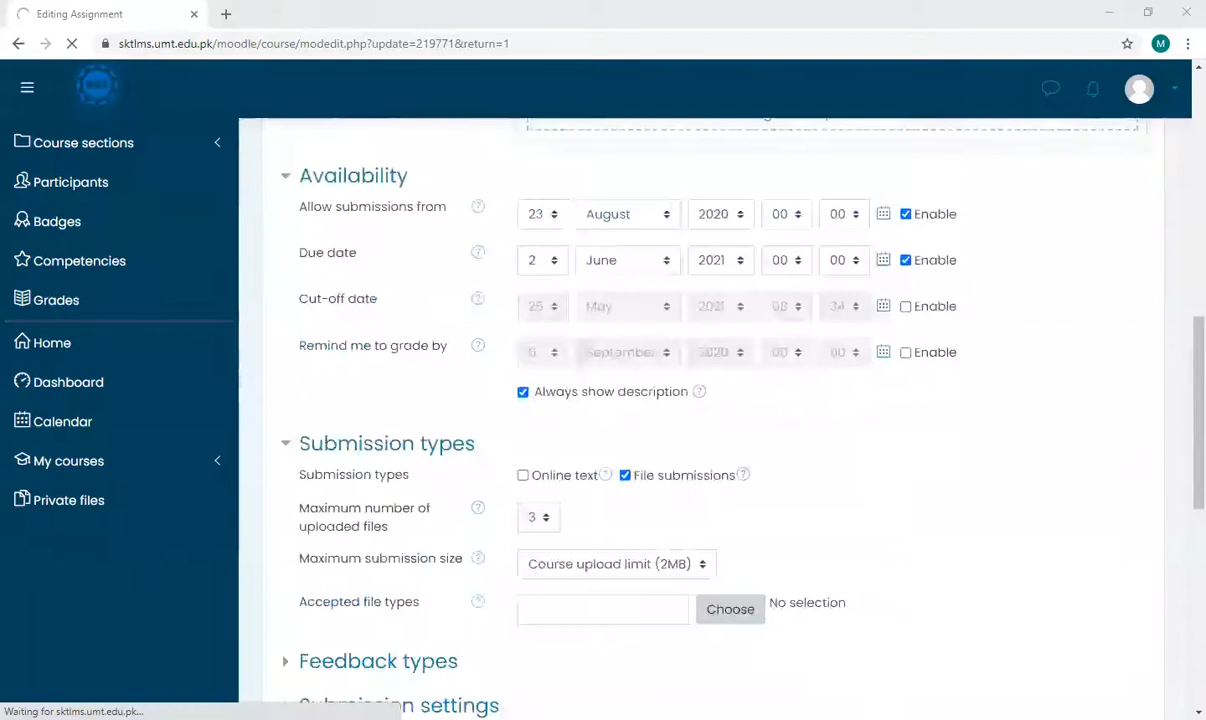 Editing Assignment
sktlms.umt.edu.pk/moodle/course/modedit.php?update=219771&return=1
M
Course sections
Participants
Badges
Competencies
Grades
Home
Dashboard
Calendar
My courses
Private files
Availability
Allow submissions from 23 August 2020 00 00 Enable
Due date 2 June 2021 00 00 Enable
Cut-off date 25 May 2021 Enable
Remind me to grade by 6 September 2020 00 00 Enable
Always show description
Submission types
Submission types Online text File submissions
Maximum number of
uploaded files
3
Maximum submission size Course upload limit (2MB)
Accepted file types Choose No selection
Feedback types
Submission settings
Waiting for sktlms.umt.edu.pk...